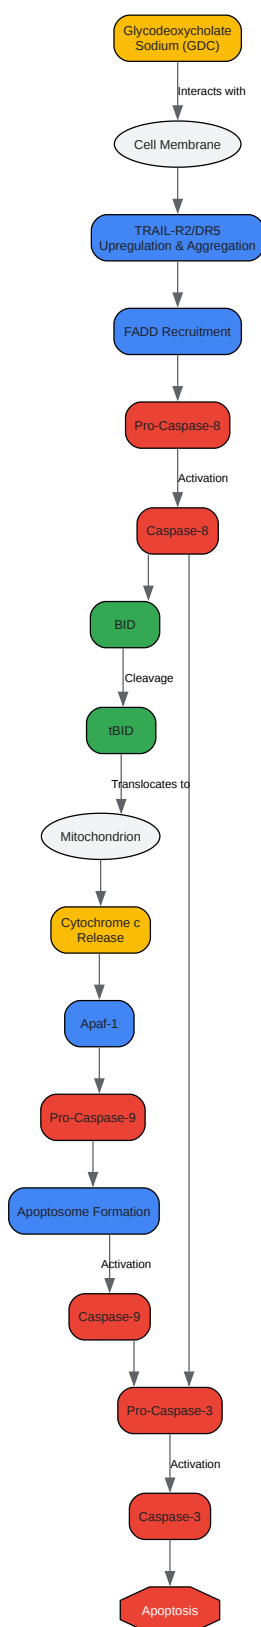 Glycodeoxycholate
Sodium (GDC)
Interacts with
Cell Membrane
TRAIL-R2/DR5
Upregulation & Aggregation
FADD Recruitment
Pro-Caspase-8
Activation
Caspase-8
BID
Cleavage
tBID
Translocates to
Mitochondrion
Cytochrome c
Release
Apaf-1
Pro-Caspase-9
Apoptosome Formation
Activation
Caspase-9
Pro-Caspase-3
Activation
Caspase-3
Apoptosis